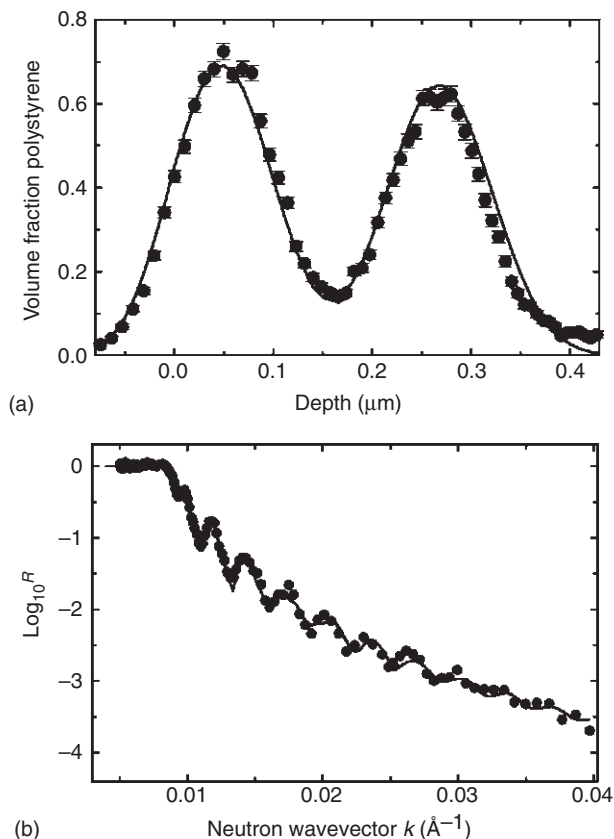 0.8
0.6
0.4
0.2
0.0
Volume fraction polystyrene
0.0 0.1 0.2 0.3 0.4
(a) Depth (μm)
0
−1
−2
−3
−4
Log₁₀R
0.01 0.02 0.03 0.04
(b) Neutron wavevector k (Å⁻¹)